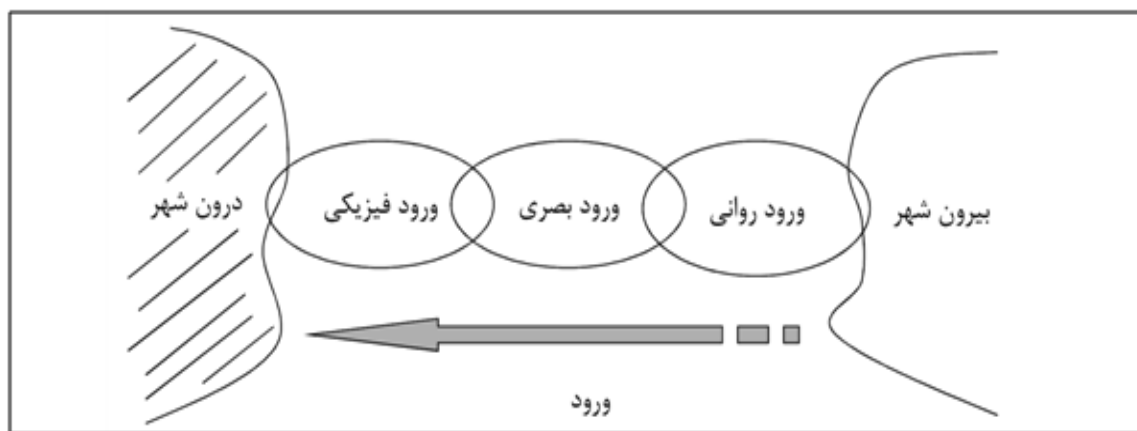 بیرون شهر
ورود روانی
ورود بصری
ورود فیزیکی
درون شهر
ورود